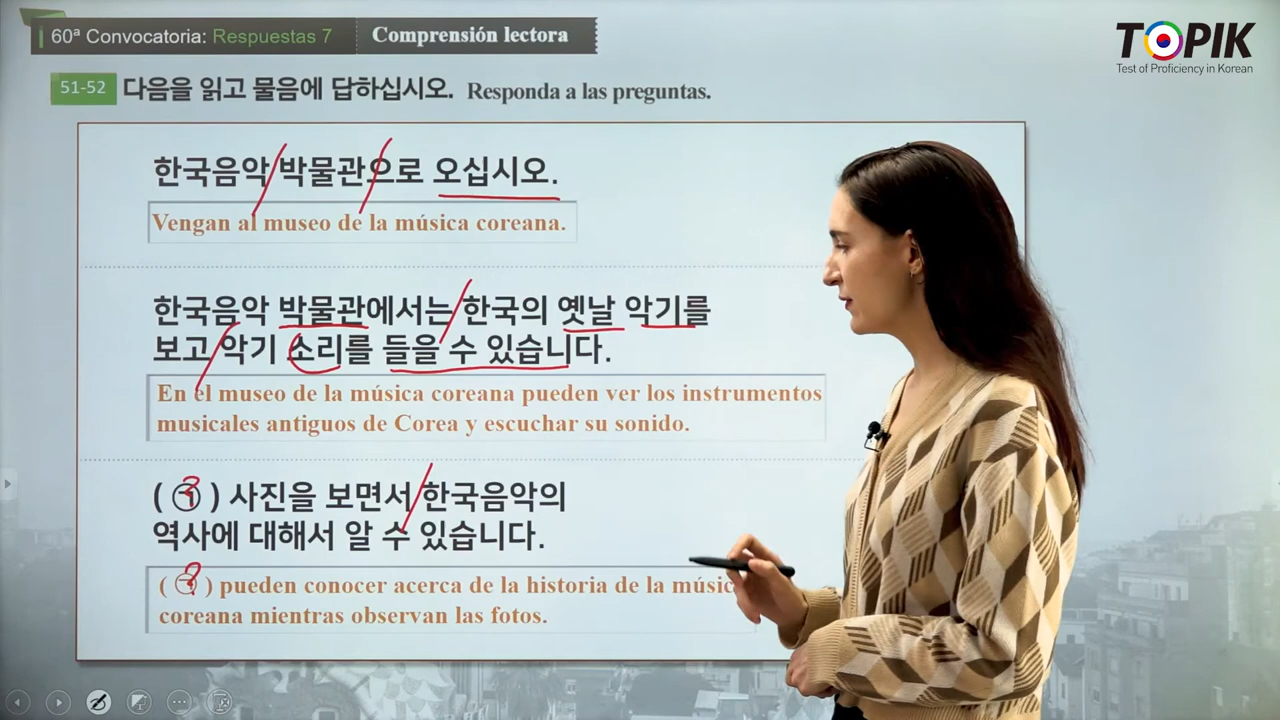 60ª Convocatoria: Respuestas 7
Comprensión lectora
TOPIK
Test of Proficiency in Korean
51-52 다음을 읽고 물음에 답하십시오. Responda a las preguntas.
한국음악 박물관으로 오십시오.
Vengan al museo de la música coreana.
한국음악 박물관에서는 한국의 옛날 악기를
보고 악기 소리를 들을 수 있습니다.
En el museo de la música coreana pueden ver los instrumentos
musicales antiguos de Corea y escuchar su sonido.
( ㉠ ) 사진을 보면서 한국음악의
역사에 대해서 알 수 있습니다.
( ㉠ ) pueden conocer acerca de la historia de la
coreana mientras observan las fotos.